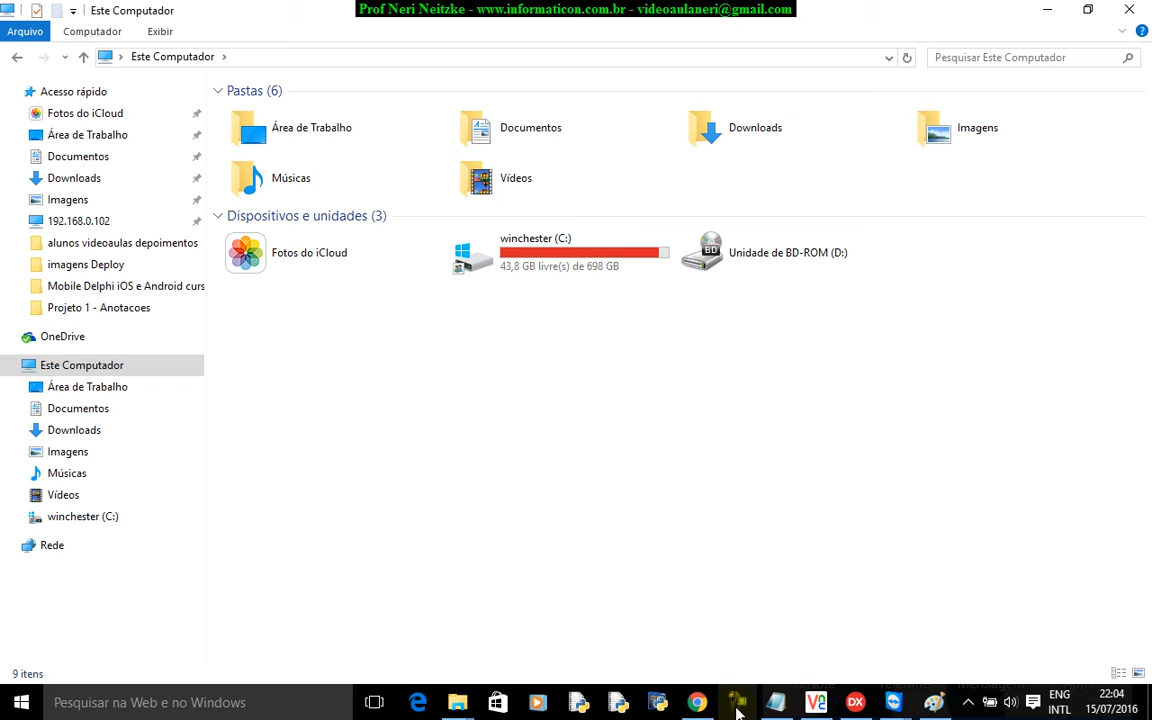 Este Computador
Prof Neri Neitzke - www.informaticon.com.br - videoaulaneri@gmail.com
Arquivo
Computador
Exibir
Este Computador
Pesquisar Este Computador
Acesso rápido
Fotos do iCloud
Área de Trabalho
Documentos
Downloads
Imagens
192.168.0.102
alunos videoaulas depoimentos
imagens Deploy
Mobile Delphi iOS e Android curs
Projeto 1 - Anotacoes
OneDrive
Este Computador
Área de Trabalho
Documentos
Downloads
Imagens
Músicas
Vídeos
winchester (C:)
Rede
Pastas (6)
Área de Trabalho
Documentos
Downloads
Imagens
Músicas
Vídeos
Dispositivos e unidades (3)
Fotos do iCloud
winchester (C:)
43,8 GB livre(s) de 698 GB
BD
Unidade de BD-ROM (D:)
9 itens
Pesquisar na Web e no Windows
DX
ENG
INTL
22:04
15/07/2016